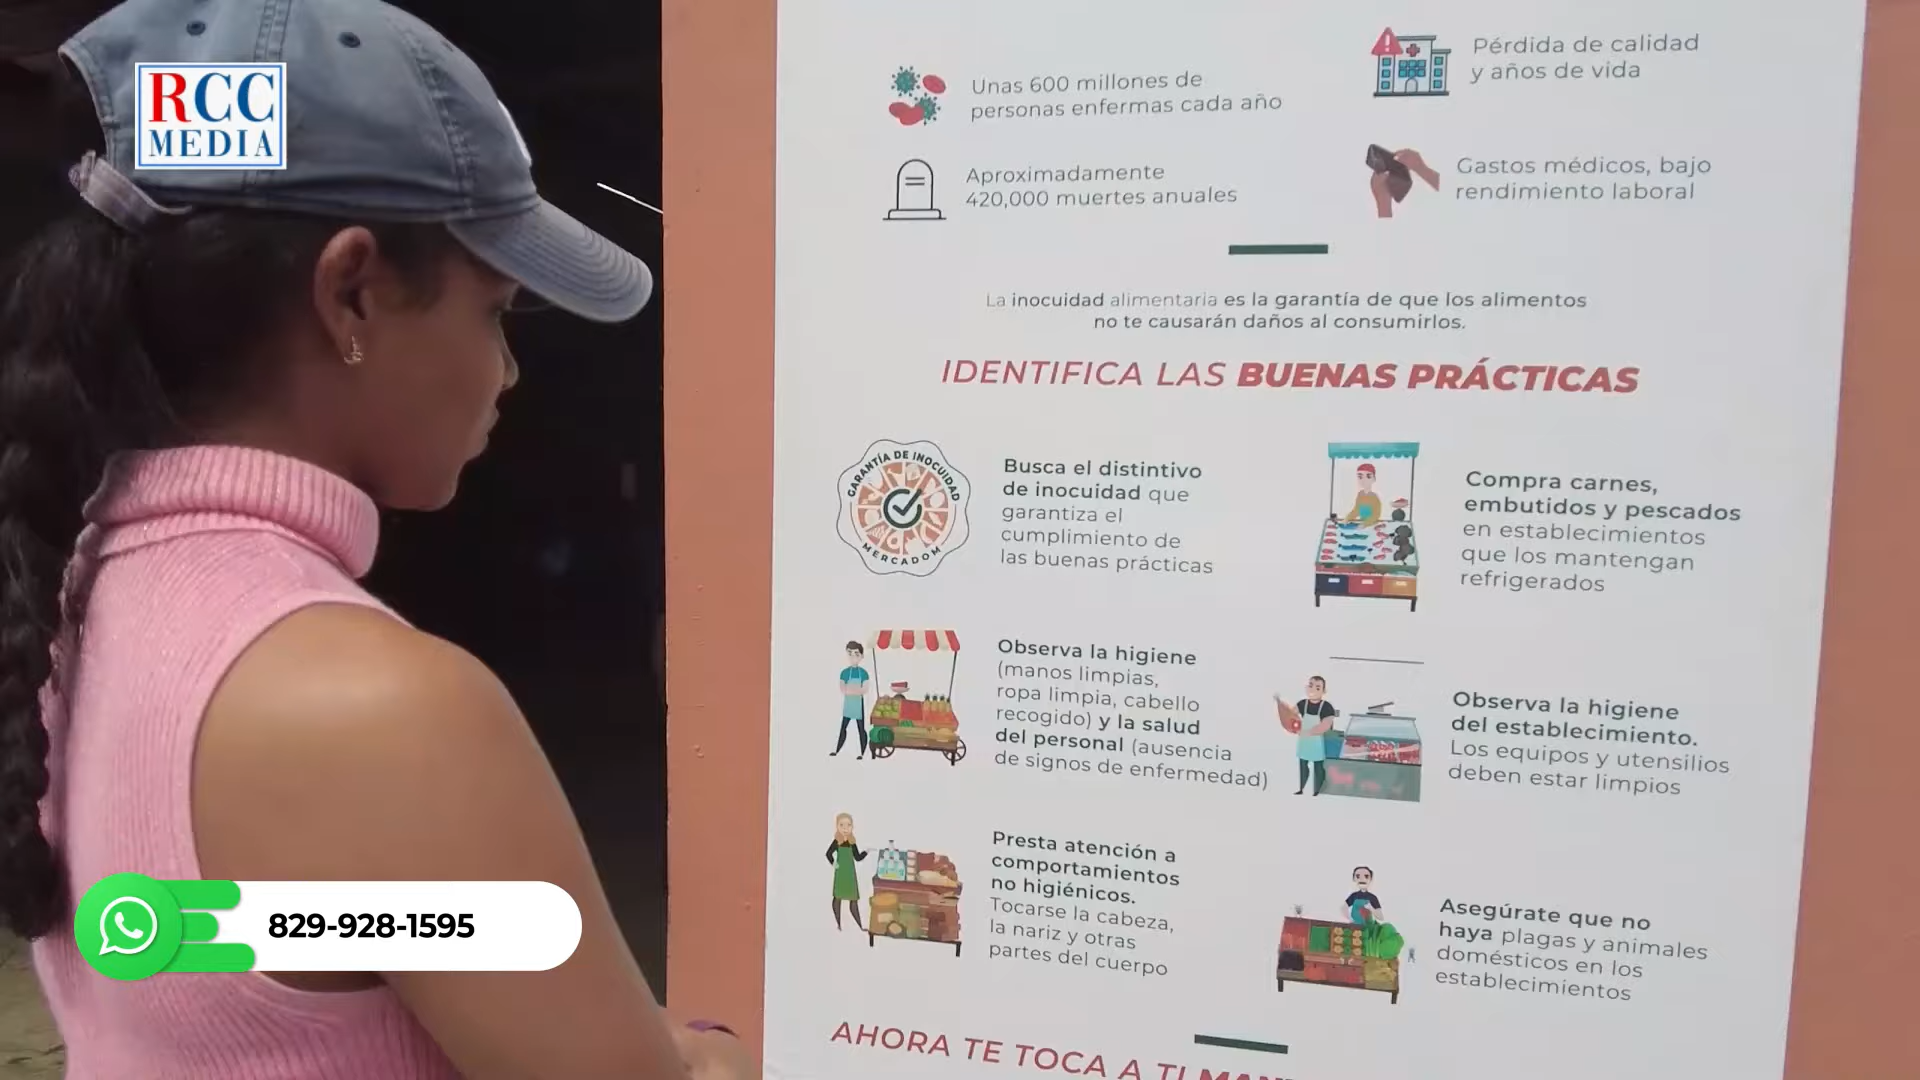 RCC
MEDIA
Unas 600 millones de
personas enfermas cada año
Pérdida de calidad
y años de vida
Aproximadamente
420,000 muertes anuales
Gastos médicos, bajo
rendimiento laboral
La inocuidad alimentaria es la garantía de que los alimentos
no te causarán daños al consumirlos.
IDENTIFICA LAS BUENAS PRÁCTICAS
GARANTÍA DE INOCUIDAD
MERCADOM
Busca el distintivo
de inocuidad que
garantiza el
cumplimiento de
las buenas prácticas
Compra carnes,
embutidos y pescados
en establecimientos
que los mantengan
refrigerados
Observa la higiene
(manos limpias,
ropa limpia, cabello
recogido) y la salud
del personal (ausencia
de signos de enfermedad)
Observa la higiene
del establecimiento.
Los equipos y utensilios
deben estar limpios
Presta atención a
comportamientos
no higiénicos.
Tocarse la cabeza,
la nariz y otras
partes del cuerpo
Asegúrate que no
haya plagas y animales
domésticos en los
establecimientos
AHORA TE TOCA A TI
829-928-1595